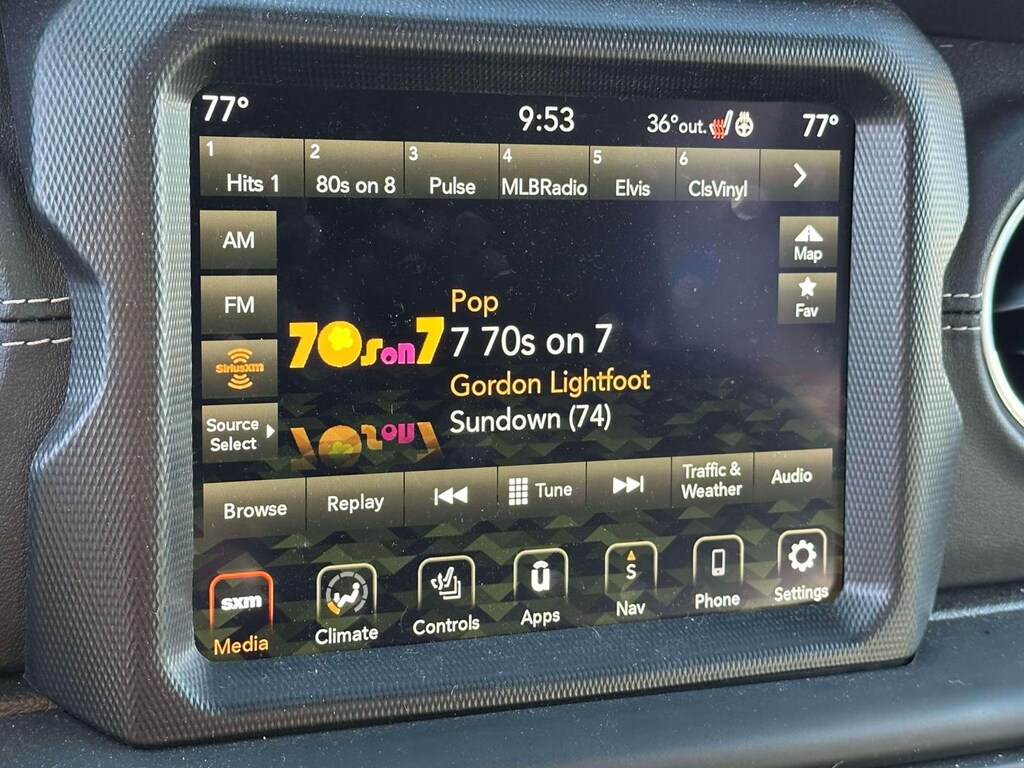 77° 9:53 36°out. 77°
1 2 3 4 5 6
Hits 1 80s on 8 Pulse MLBRadio Elvis ClsVinyl
AM
Map
FM
Fav
Pop
70s on 7 7 70s on 7
SiriusXM
Gordon Lightfoot
Sundown (74)
Source
Select
Browse Replay Tune Traffic &
Weather Audio
S
sxm
Media Climate Controls Apps Nav Phone Settings